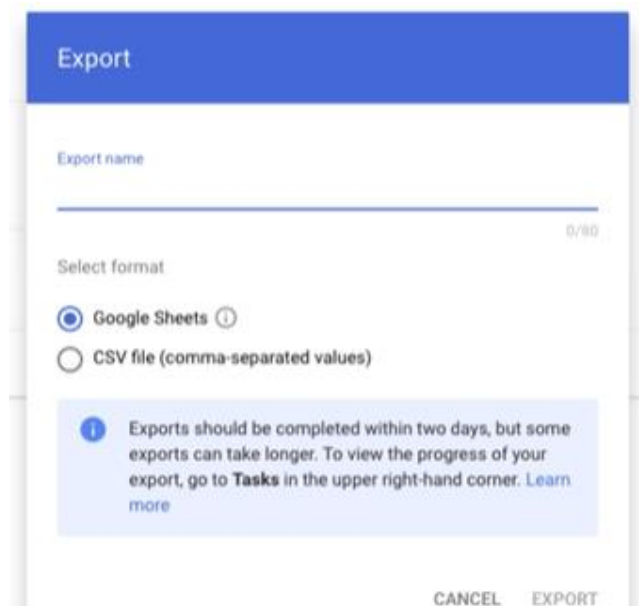 Export
Export name
0/80
Select format
Google Sheets
CSV file (comma-separated values)
Exports should be completed within two days, but some
exports can take longer. To view the progress of your
export, go to Tasks in the upper right-hand corner. Learn
more
CANCEL EXPORT